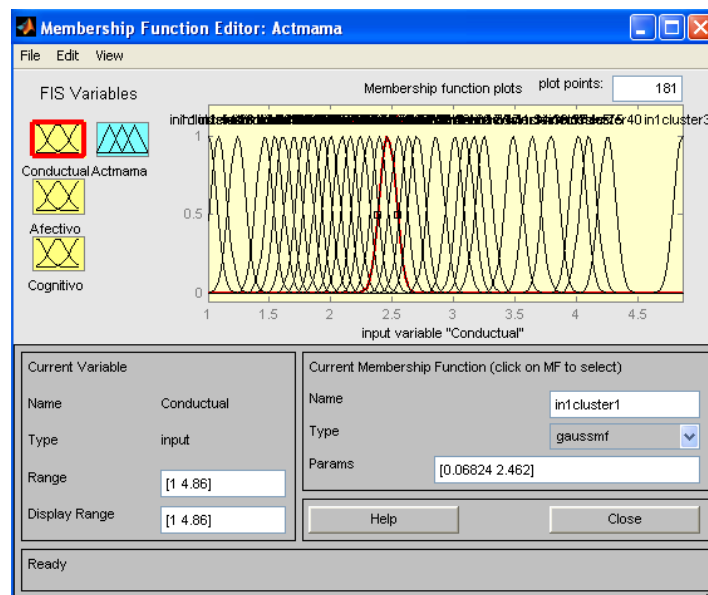 Membership Function Editor: Actmama
File Edit View
FIS Variables
Membership function plots plot points: 181
in1cluster3
1
0.5
0
Conductual Actmama
Afectivo
Cognitivo
1 1.5 2 2.5 3 3.5 4 4.5
input variable "Conductual"
Current Variable
Name Conductual
Type input
Range [1 4.86]
Display Range [1 4.86]
Current Membership Function (click on MF to select)
Name in1cluster1
Type gaussmf
Params [0.06824 2.462]
Help Close
Ready